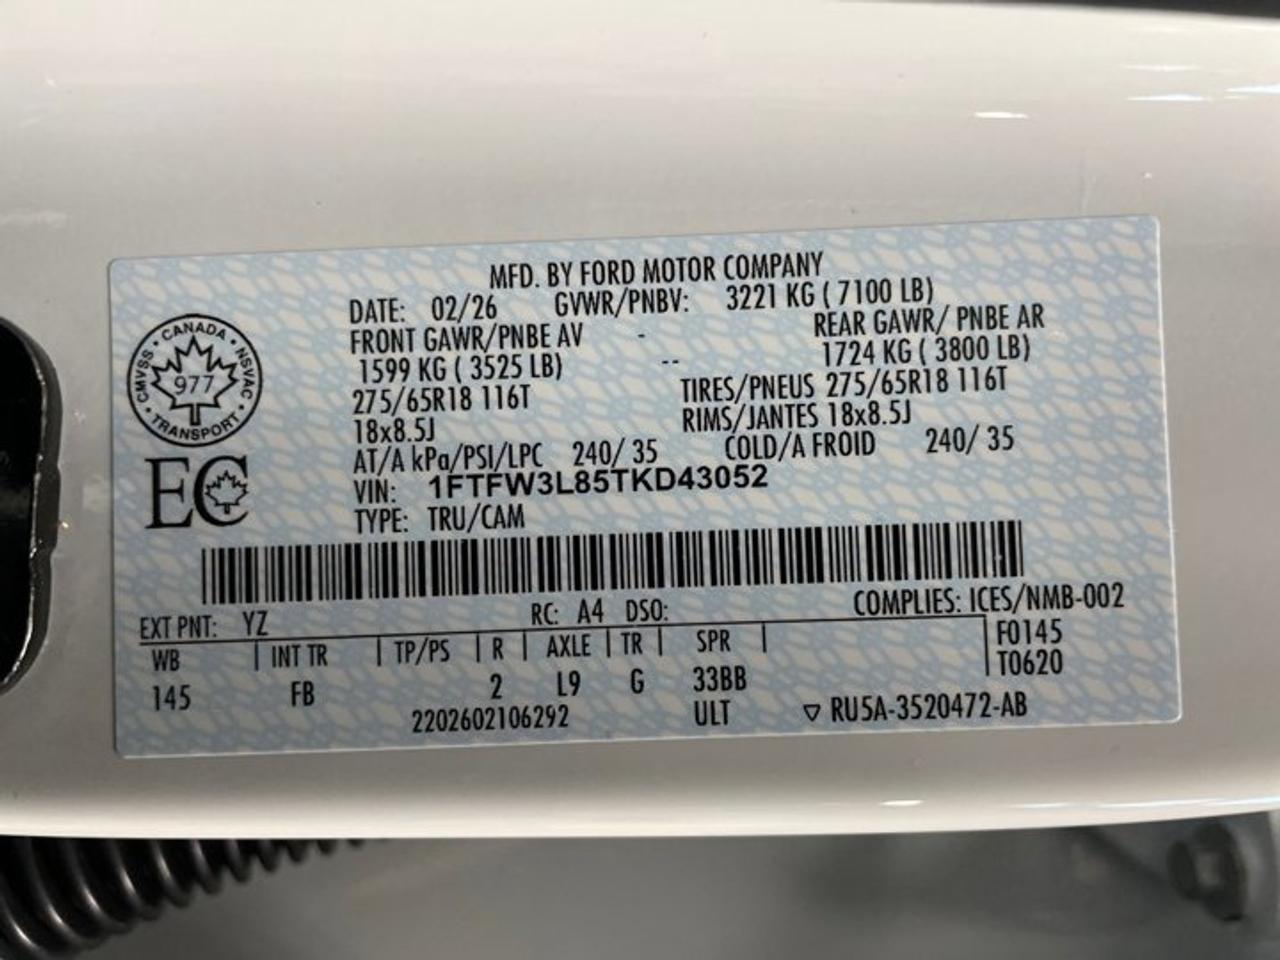 MFD. BY FORD MOTOR COMPANY
DATE: 02/26 GVWR/PNBV: 3221 KG ( 7100 LB)
FRONT GAWR/PNBE AV - REAR GAWR/ PNBE AR
1599 KG ( 3525 LB) -- 1724 KG ( 3800 LB)
275/65R18 116T TIRES/PNEUS 275/65R18 116T
18x8.5J RIMS/JANTES 18x8.5J
AT/A kPa/PSI/LPC 240/ 35 COLD/A FROID 240/ 35
VIN: 1FTFW3L85TKD43052
TYPE: TRU/CAM
CANADA
CMVSS 977 NSVAC
TRANSPORT
EC
EXT PNT: YZ RC: A4 DSO: COMPLIES: ICES/NMB-002
WB | INT TR | TP/PS | R | AXLE | TR | SPR | F0145
T0620
145 FB 2 L9 G 33BB
2202602106292 ULT ▽ RU5A-3520472-AB